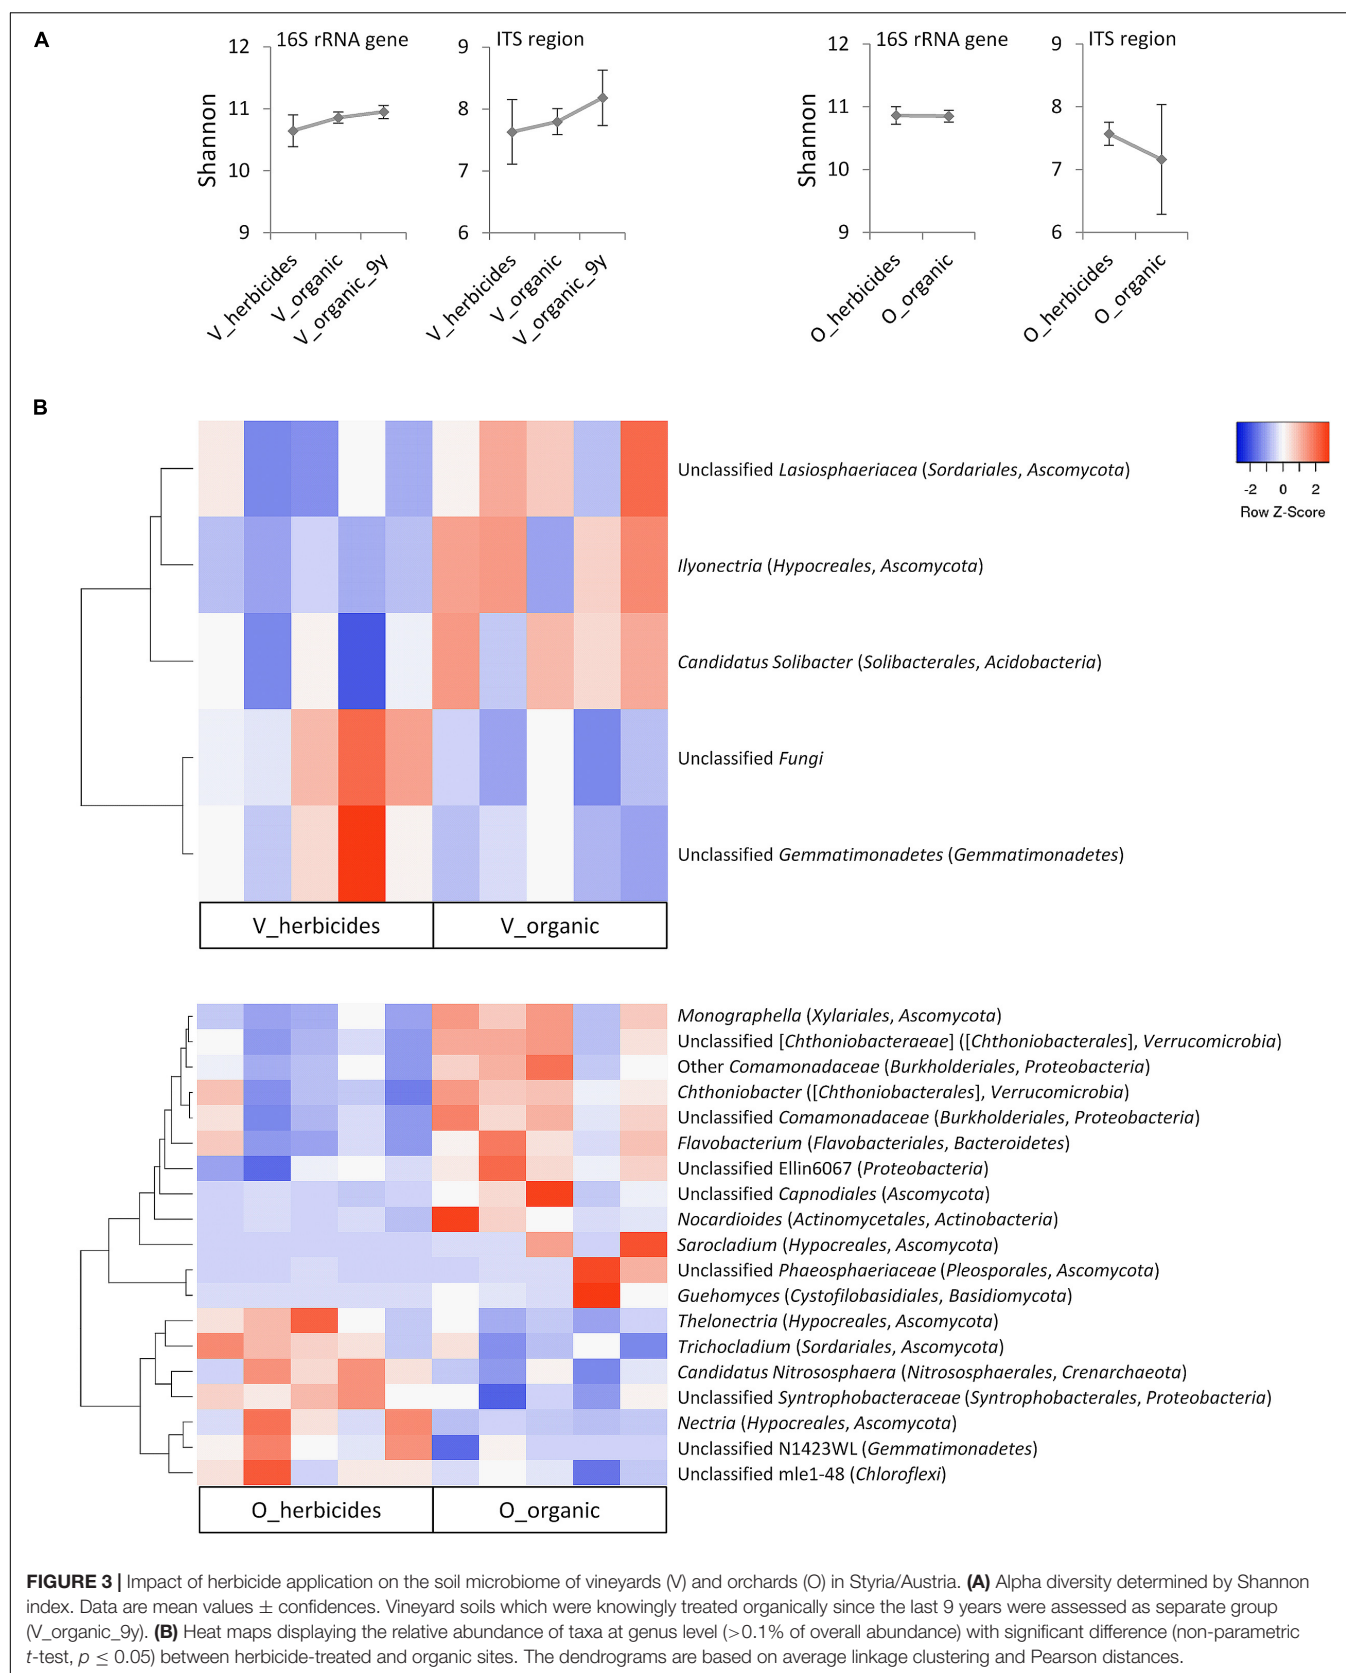 A
16S rRNA gene
ITS region
16S rRNA gene
ITS region
Shannon
12
11
10
9
V_herbicides
V_organic
V_organic_9y
9
8
7
6
V_herbicides
V_organic
V_organic_9y
Shannon
12
11
10
9
O_herbicides
O_organic
9
8
7
6
O_herbicides
O_organic
B
-2 0 2
Row Z-Score
Unclassified Lasiosphaeriacea (Sordariales, Ascomycota)
Ilyonectria (Hypocreales, Ascomycota)
Candidatus Solibacter (Solibacterales, Acidobacteria)
Unclassified Fungi
Unclassified Gemmatimonadetes (Gemmatimonadetes)
V_herbicides V_organic
Monographella (Xylariales, Ascomycota)
Unclassified [Chthoniobacteraeae] ([Chthoniobacterales], Verrucomicrobia)
Other Comamonadaceae (Burkholderiales, Proteobacteria)
Chthoniobacter ([Chthoniobacterales], Verrucomicrobia)
Unclassified Comamonadaceae (Burkholderiales, Proteobacteria)
Flavobacterium (Flavobacteriales, Bacteroidetes)
Unclassified Ellin6067 (Proteobacteria)
Unclassified Capnodiales (Ascomycota)
Nocardioides (Actinomycetales, Actinobacteria)
Sarocladium (Hypocreales, Ascomycota)
Unclassified Phaeosphaeriaceae (Pleosporales, Ascomycota)
Guehomyces (Cystofilobasidiales, Basidiomycota)
Thelonectria (Hypocreales, Ascomycota)
Trichocladium (Sordariales, Ascomycota)
Candidatus Nitrososphaera (Nitrososphaerales, Crenarchaeota)
Unclassified Syntrophobacteraceae (Syntrophobacterales, Proteobacteria)
Nectria (Hypocreales, Ascomycota)
Unclassified N1423WL (Gemmatimonadetes)
Unclassified mle1-48 (Chloroflexi)
O_herbicides O_organic
FIGURE 3 | Impact of herbicide application on the soil microbiome of vineyards (V) and orchards (O) in Styria/Austria. (A) Alpha diversity determined by Shannon
index. Data are mean values ± confidences. Vineyard soils which were knowingly treated organically since the last 9 years were assessed as separate group
(V_organic_9y). (B) Heat maps displaying the relative abundance of taxa at genus level (>0.1% of overall abundance) with significant difference (non-parametric
t-test, p ≤ 0.05) between herbicide-treated and organic sites. The dendrograms are based on average linkage clustering and Pearson distances.